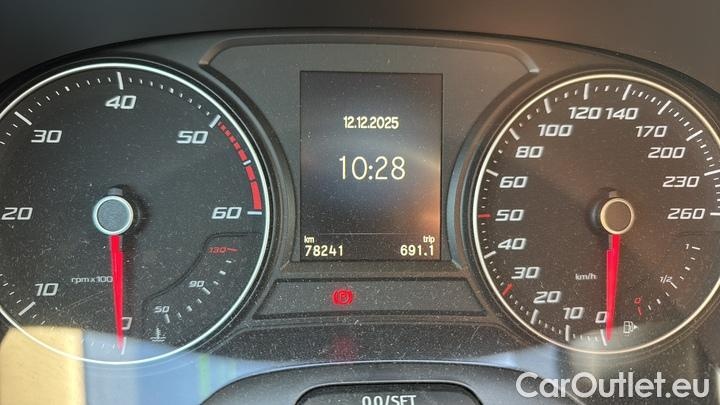 12.12.2025
10:28
km trip
78241 691.1
0 10 20 30 40 50 60
rpm x 100
50 90 130
0 10 20 30 40 50 60 80 100 120 140 170 200 230 260
km/h
0 1/2
P
0.0/SET
CarOutlet.eu